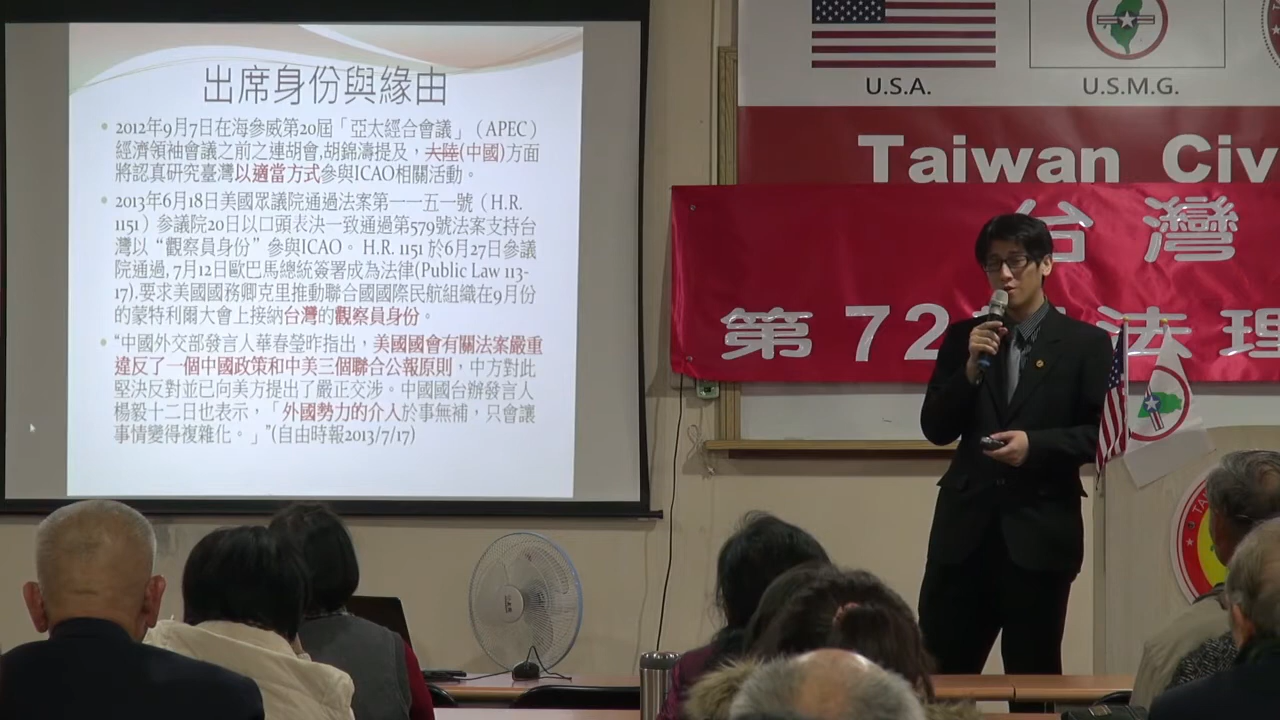 出席身份與緣由
• 2012年9月7日在海參威第20屆「亞太經合會議」（APEC）
經濟領袖會議之前之連胡會,胡錦濤提及，大陸(中國)方面
將認真研究臺灣以適當方式參與ICAO相關活動。
• 2013年6月18日美國眾議院通過法案第一一五一號（H.R.
1151）參議院20日以口頭表決一致通過第579號法案支持台
灣以“觀察員身份”參與ICAO。 H.R. 1151 於6月27日參議
院通過, 7月12日歐巴馬總統簽署成為法律(Public Law 113-
17).要求美國國務卿克里推動聯合國國際民航組織在9月份
的蒙特利爾大會上接納台灣的觀察員身份。
• “中國外交部發言人華春瑩昨指出，美國國會有關法案嚴重
違反了一個中國政策和中美三個聯合公報原則，中方對此
堅決反對並已向美方提出了嚴正交涉。中國國台辦發言人
楊毅十二日也表示，「外國勢力的介入於事無補，只會讓
事情變得複雜化。」”(自由時報2013/7/17)
U.S.A.
U.S.M.G.
Taiwan Civ
台灣
第72 法理